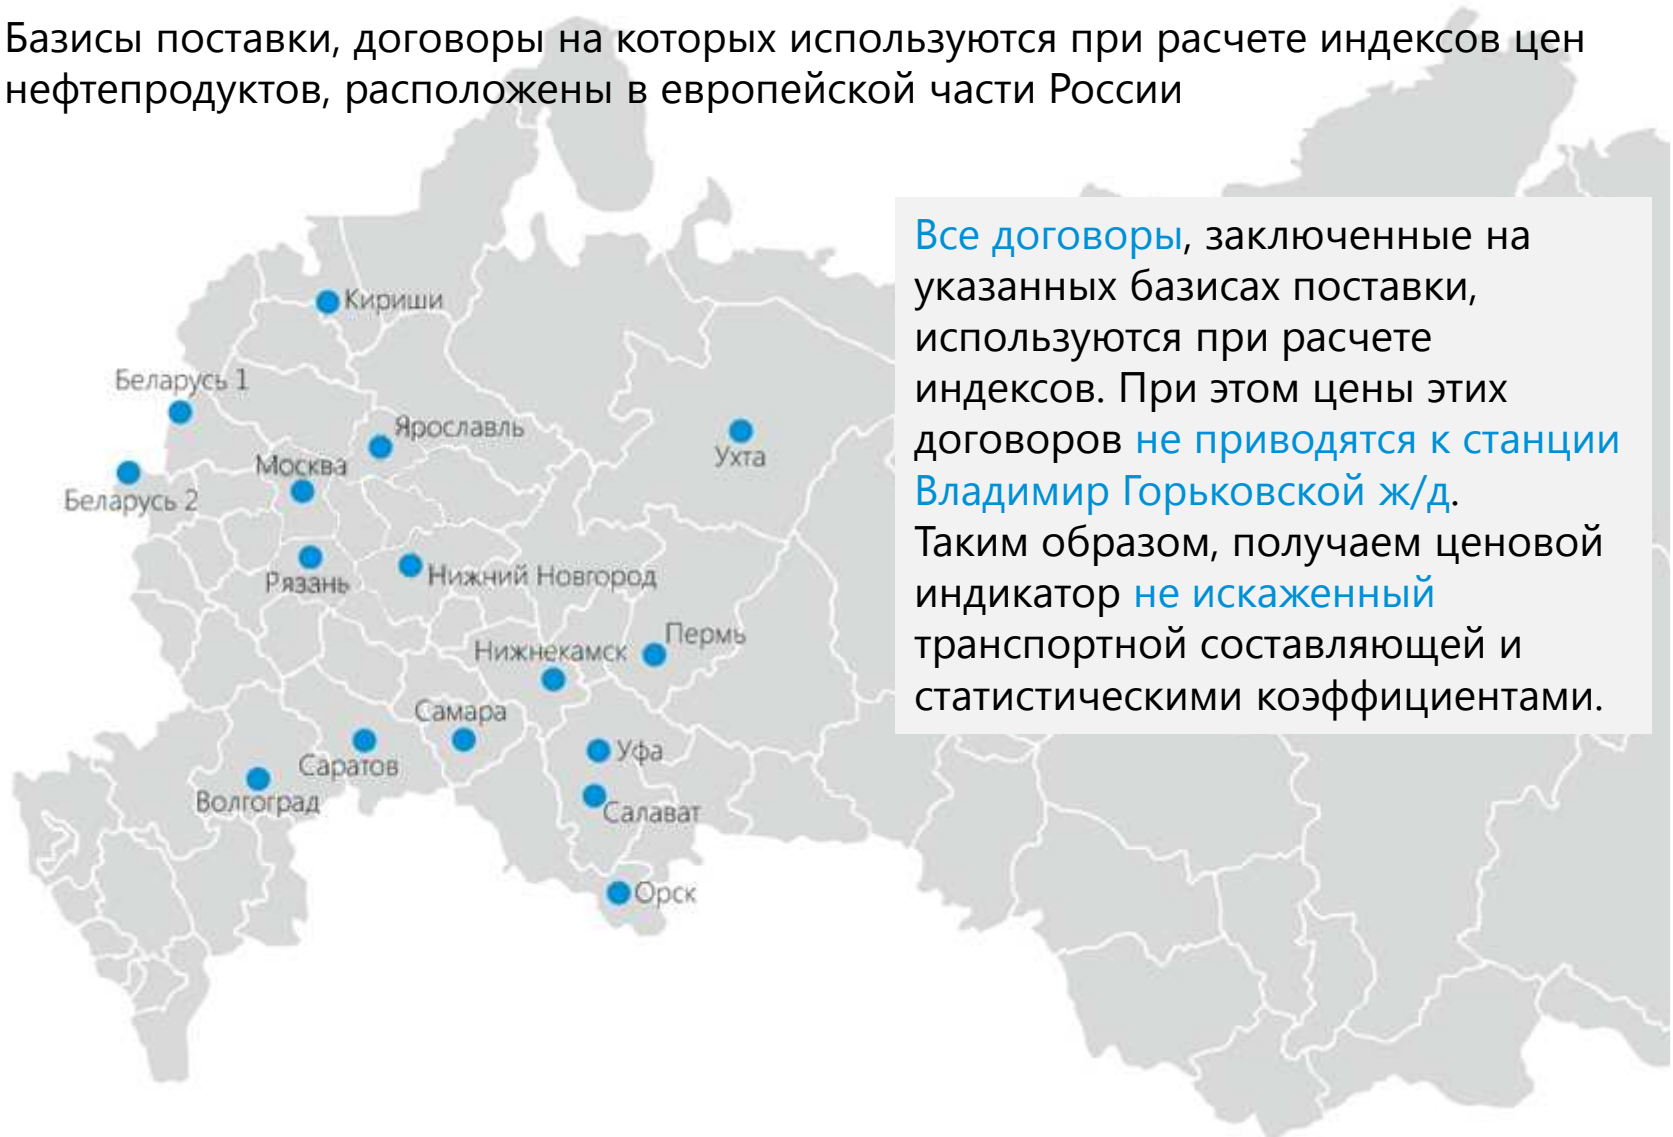 Базисы поставки, договоры на которых используются при расчете индексов цен
нефтепродуктов, расположены в европейской части России
Все договоры, заключенные на
указанных базисах поставки,
используются при расчете
индексов. При этом цены этих
договоров не приводятся к станции
Владимир Горьковской ж/д.
Таким образом, получаем ценовой
индикатор не искаженный
транспортной составляющей и
статистическими коэффициентами.
Кириши
Беларусь 1
Ярославль
Ухта
Москва
Беларусь 2
Рязань
Нижний Новгород
Пермь
Нижнекамск
Самара
Уфа
Саратов
Волгоград
Салават
Орск